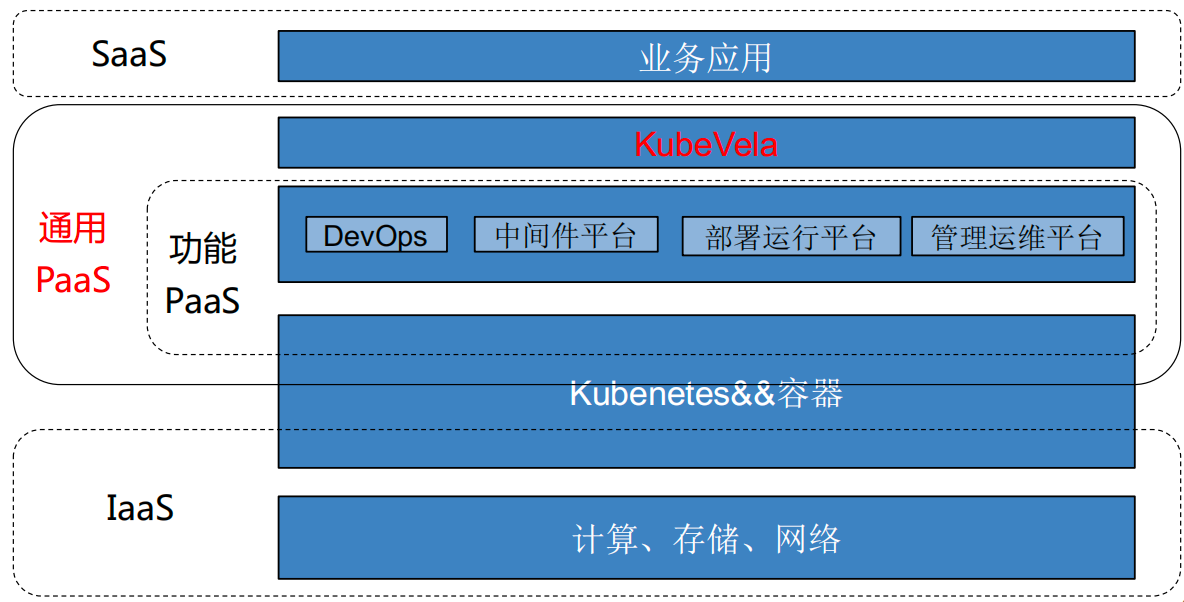 SaaS
业务应用
KubeVela
通用
PaaS
功能
PaaS
DevOps
中间件平台
部署运行平台
管理运维平台
Kubenetes&&容器
IaaS
计算、存储、网络